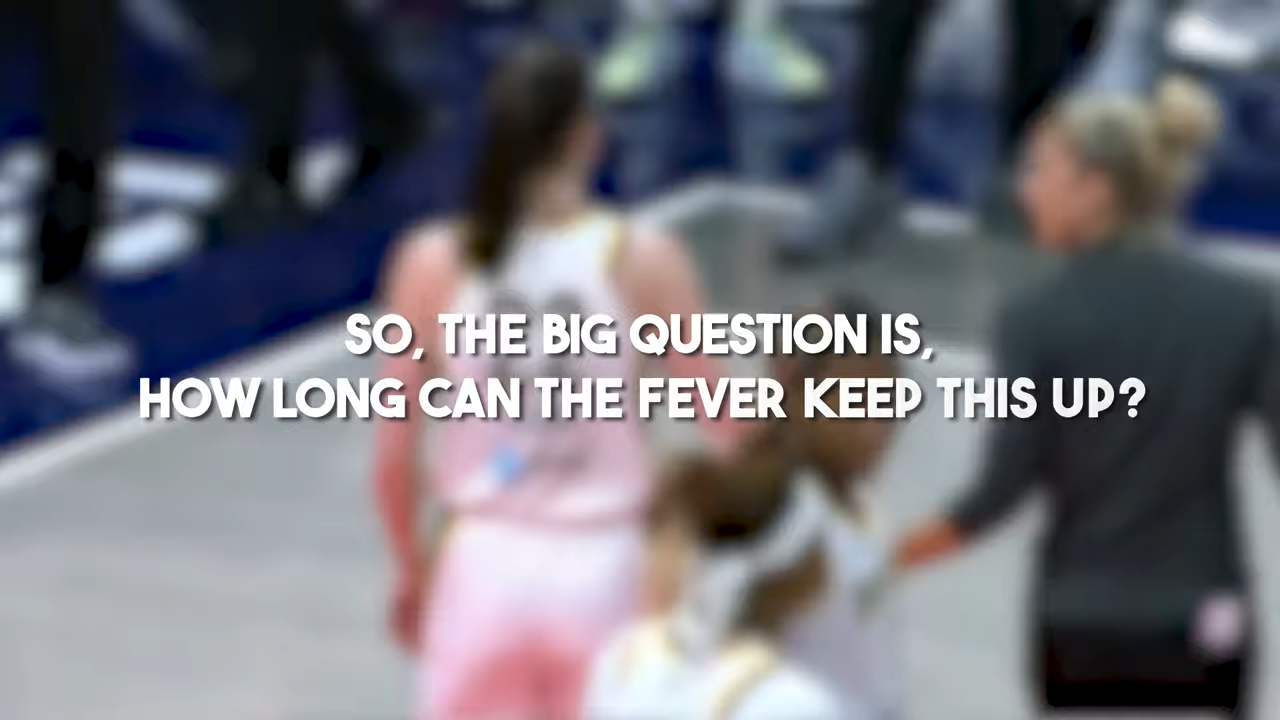 SO, THE BIG QUESTION IS,
HOW LONG CAN THE FEVER KEEP THIS UP?